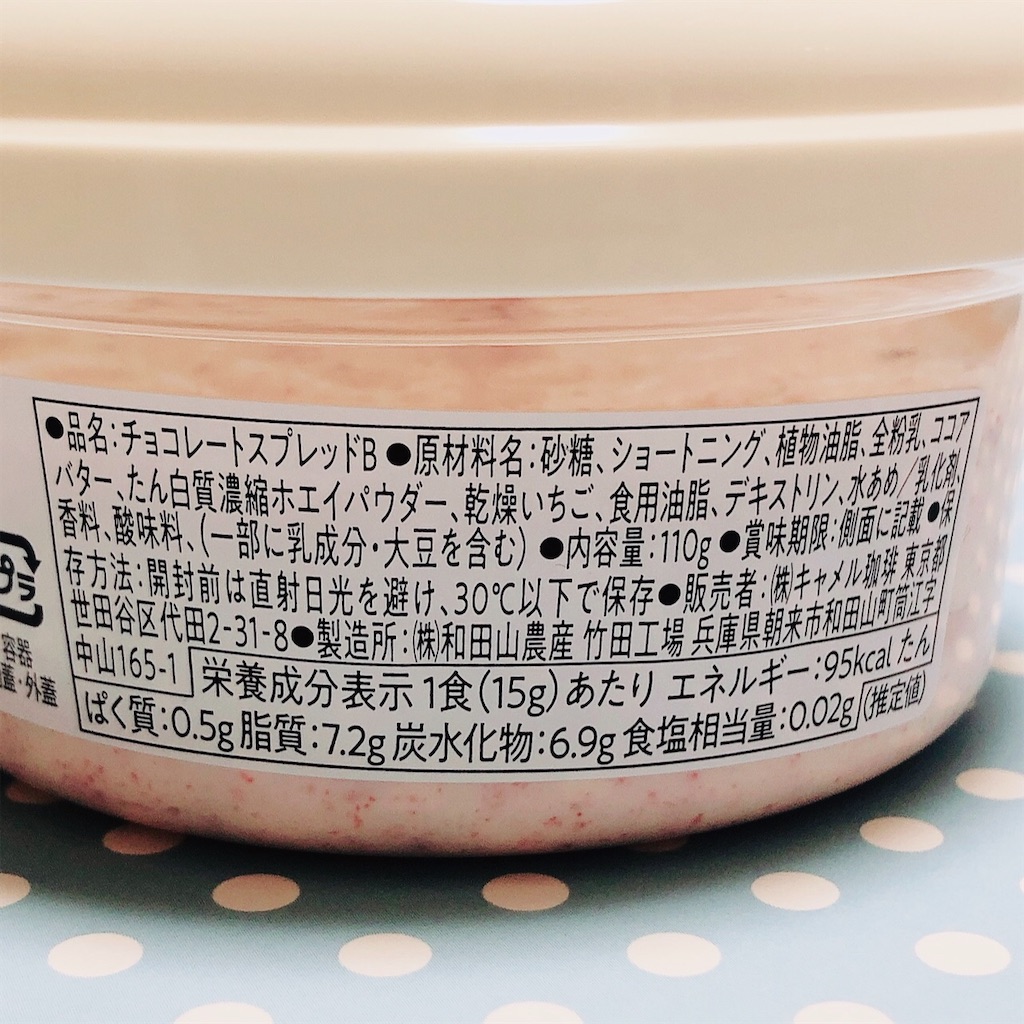 ●品名：チョコレートスプレッドB ●原材料名：砂糖、ショートニング、植物油脂、全粉乳、ココア
バター、たん白質濃縮ホエイパウダー、乾燥いちご、食用油脂、デキストリン、水あめ／乳化剤、
香料、酸味料、（一部に乳成分・大豆を含む） ●内容量：110g ●賞味期限：側面に記載 ●保
存方法：開封前は直射日光を避け、30℃以下で保存●販売者：㈱キャメル珈琲 東京都
世田谷区代田2-31-8●製造所：㈱和田山農産 竹田工場 兵庫県朝来市和田山町筒江字
中山165-1
栄養成分表示 1食(15g)あたり エネルギー：95kcal たん
ぱく質：0.5g 脂質：7.2g 炭水化物：6.9g 食塩相当量：0.02g (推定値)
プラ
容器
蓋・外蓋